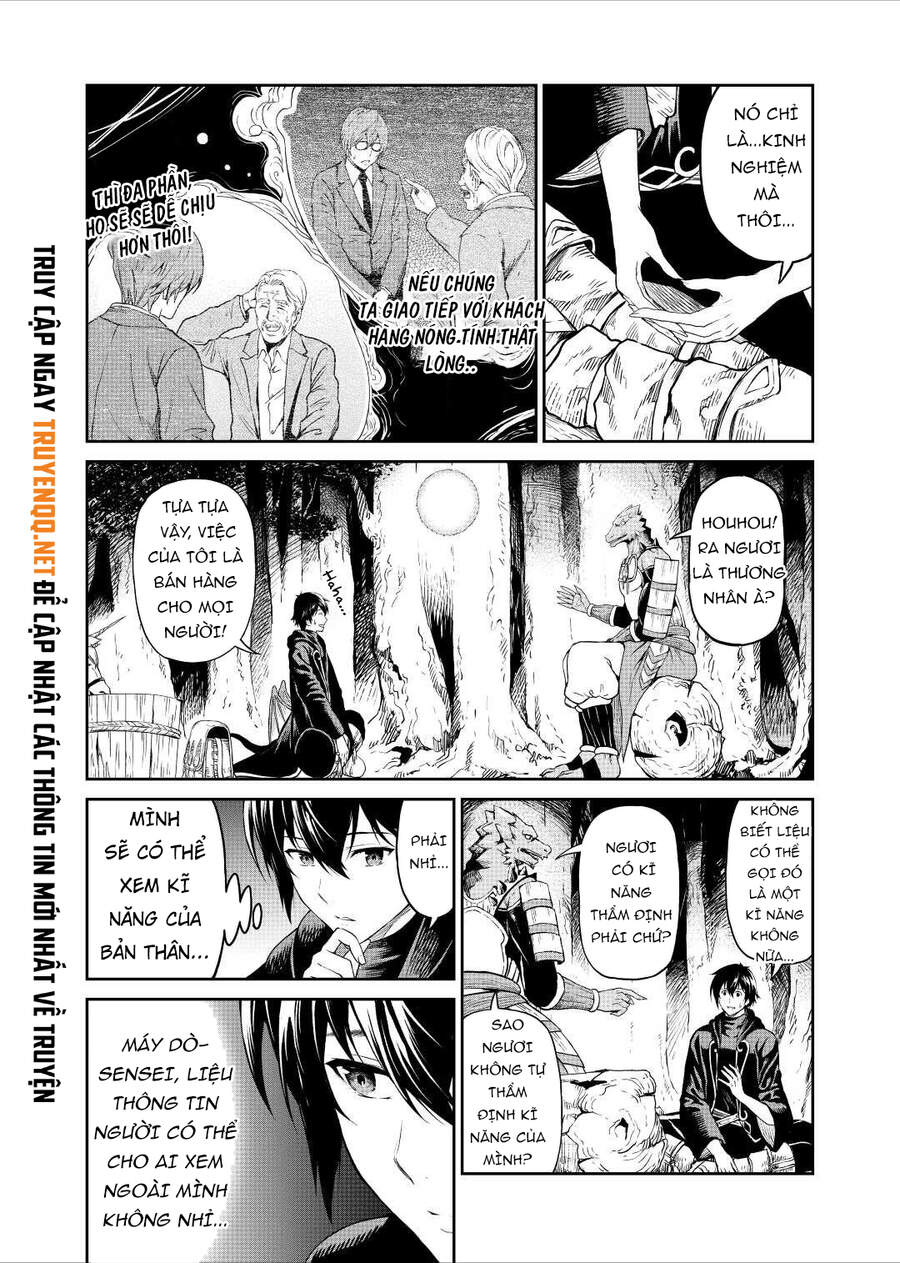 NÓ CHỈ
LÀ...KINH
NGHIỆM
MÀ
THÔI...
NẾU CHÚNG
TA GIAO TIẾP VỚI KHÁCH
HÀNG NÓNG TÍNH THẬT
LÒNG..
THÌ ĐA PHẦN,
HỌ SẼ SẼ DỄ CHỊU
HƠN THÔI!
HOUHOU!
RA NGƯƠI
LÀ THƯƠNG
NHÂN À?
Haha...
TỰA TỰA
VẬY, VIỆC
CỦA TÔI LÀ
BÁN HÀNG
CHO MỌI
NGƯỜI!
KHÔNG
BIẾT LIỆU
CÓ THỂ
GỌI ĐÓ
LÀ MỘT
KĨ NĂNG
KHÔNG
NỮA...
NGƯƠI
CÓ KĨ
NĂNG
THẨM ĐỊNH
PHẢI CHỨ?
SAO
NGƯƠI
KHÔNG TỰ
THẨM
ĐỊNH KĨ
NĂNG CỦA
MÌNH?
PHẢI
NHỈ...
MÌNH
SẼ CÓ THỂ
XEM KĨ
NĂNG CỦA
BẢN THÂN...
MÁY DÒ-
SENSEI, LIỆU
THÔNG TIN
NGƯỜI CÓ THỂ
CHO AI XEM
NGOÀI MÌNH
KHÔNG NHỈ...
TRUY CẬP NGAY TRUYENQQ.NET ĐỂ CẬP NHẬT CÁC THÔNG TIN MỚI NHẤT VỀ TRUYỆN